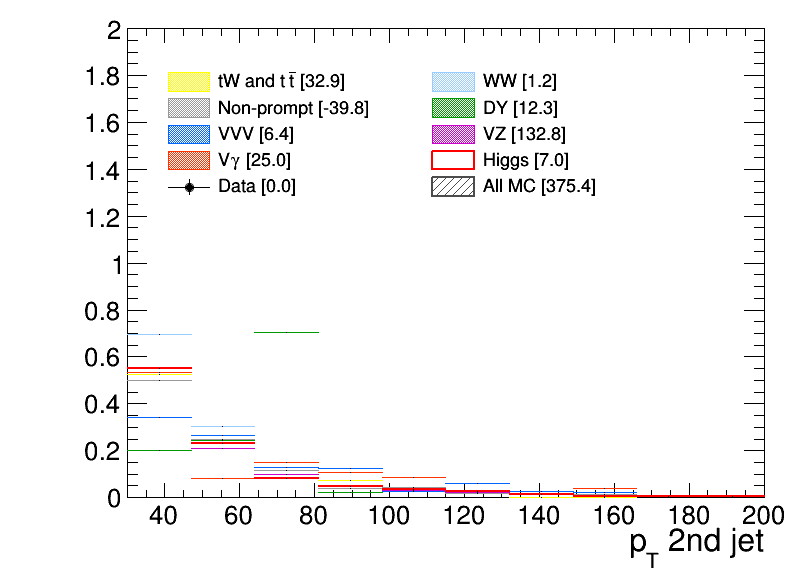 2
1.8
1.6
1.4
1.2
1
0.8
0.6
0.4
0.2
0
tW and t t̅ [32.9]
WW [1.2]
Non-prompt [-39.8]
DY [12.3]
VVV [6.4]
VZ [132.8]
Vγ [25.0]
Higgs [7.0]
Data [0.0]
All MC [375.4]
40 60 80 100 120 140 160 180 200
p_T 2nd jet